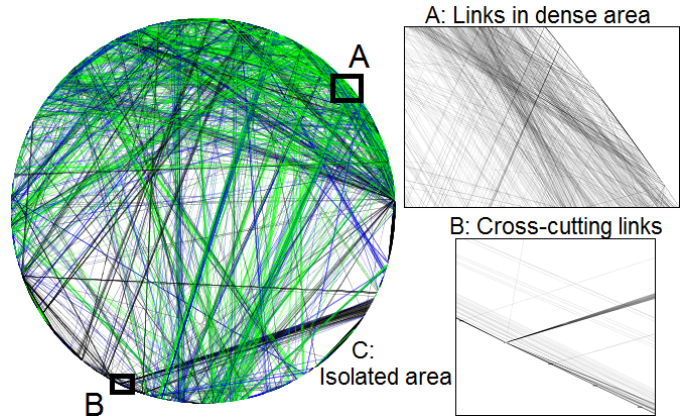 A: Links in dense area
A
B: Cross-cutting links
C:
Isolated area
B